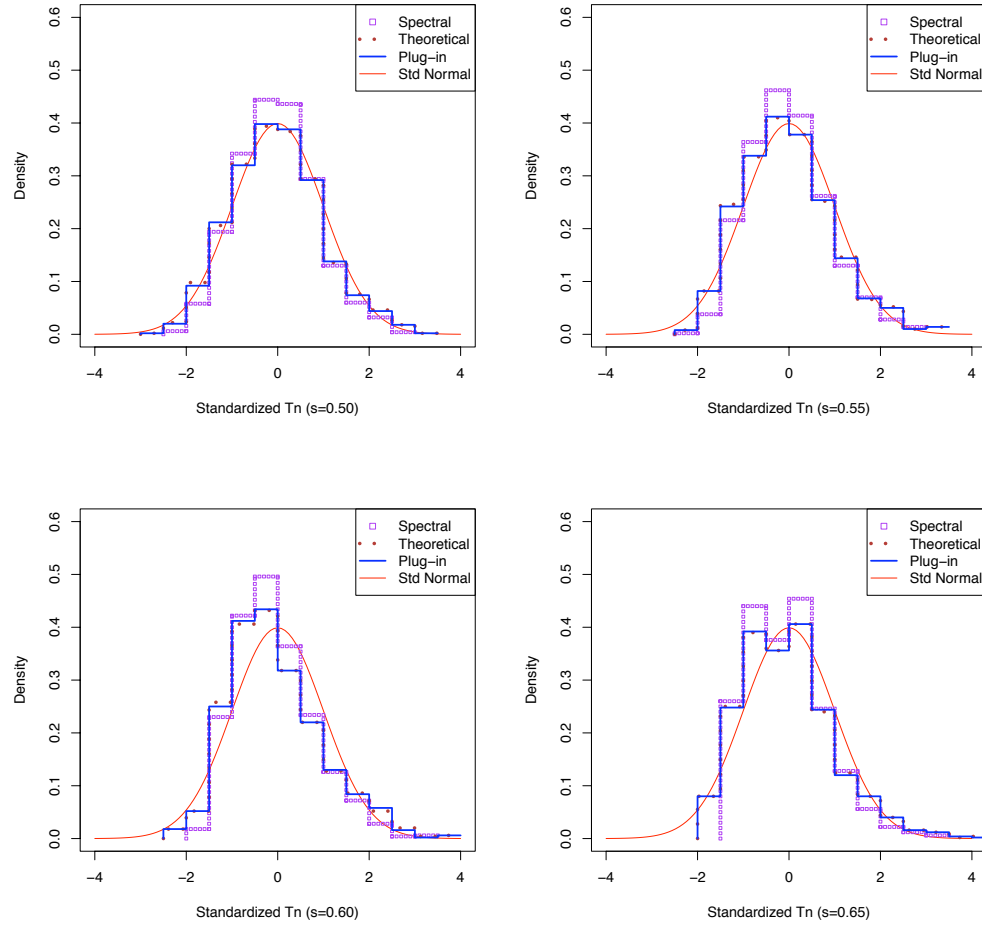 0.6
0.5
0.4
0.3
0.2
0.1
0.0
Density
Spectral
Theoretical
Plug-in
Std Normal
-4 -2 0 2 4
Standardized Tn (s=0.50)
0.6
0.5
0.4
0.3
0.2
0.1
0.0
Density
Spectral
Theoretical
Plug-in
Std Normal
-4 -2 0 2 4
Standardized Tn (s=0.55)
0.6
0.5
0.4
0.3
0.2
0.1
0.0
Density
Spectral
Theoretical
Plug-in
Std Normal
-4 -2 0 2 4
Standardized Tn (s=0.60)
0.6
0.5
0.4
0.3
0.2
0.1
0.0
Density
Spectral
Theoretical
Plug-in
Std Normal
-4 -2 0 2 4
Standardized Tn (s=0.65)